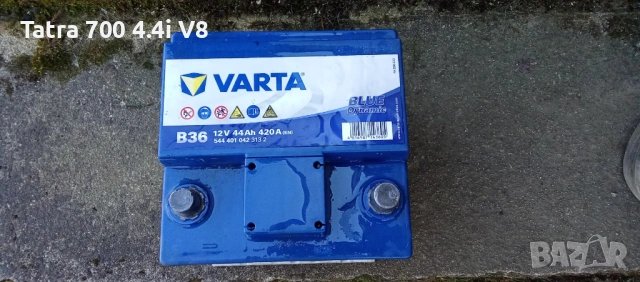 Tatra 700 4.4i V8
VARTA
BLUE
dynamic
B36 12V 44Ah 420A (EN)
544 401 042 313 2
BAZAR